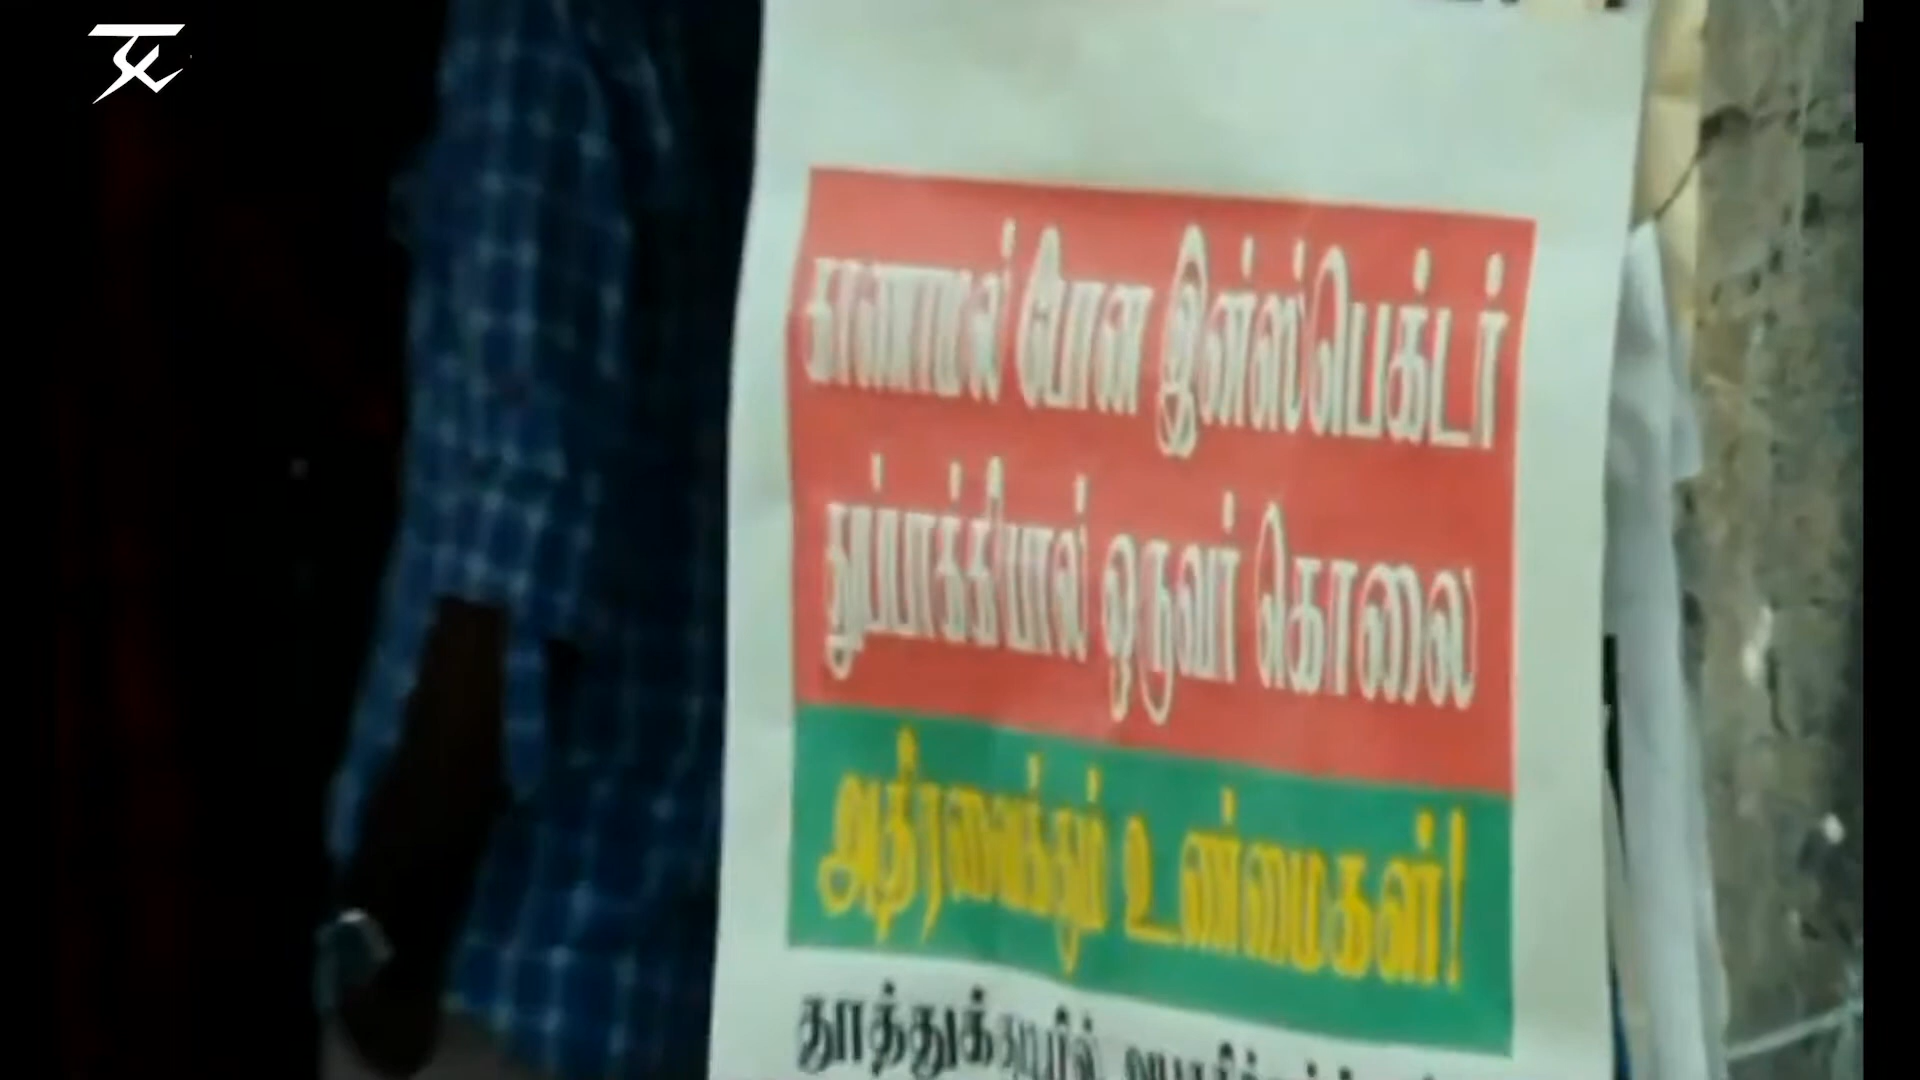 காணாமல் போன இன்ஸ்பெக்டர்
துப்பாக்கியால் ஒருவர் கொலை
அதிரவைக்கும் உண்மைகள்!
தூத்துக்குடியில்